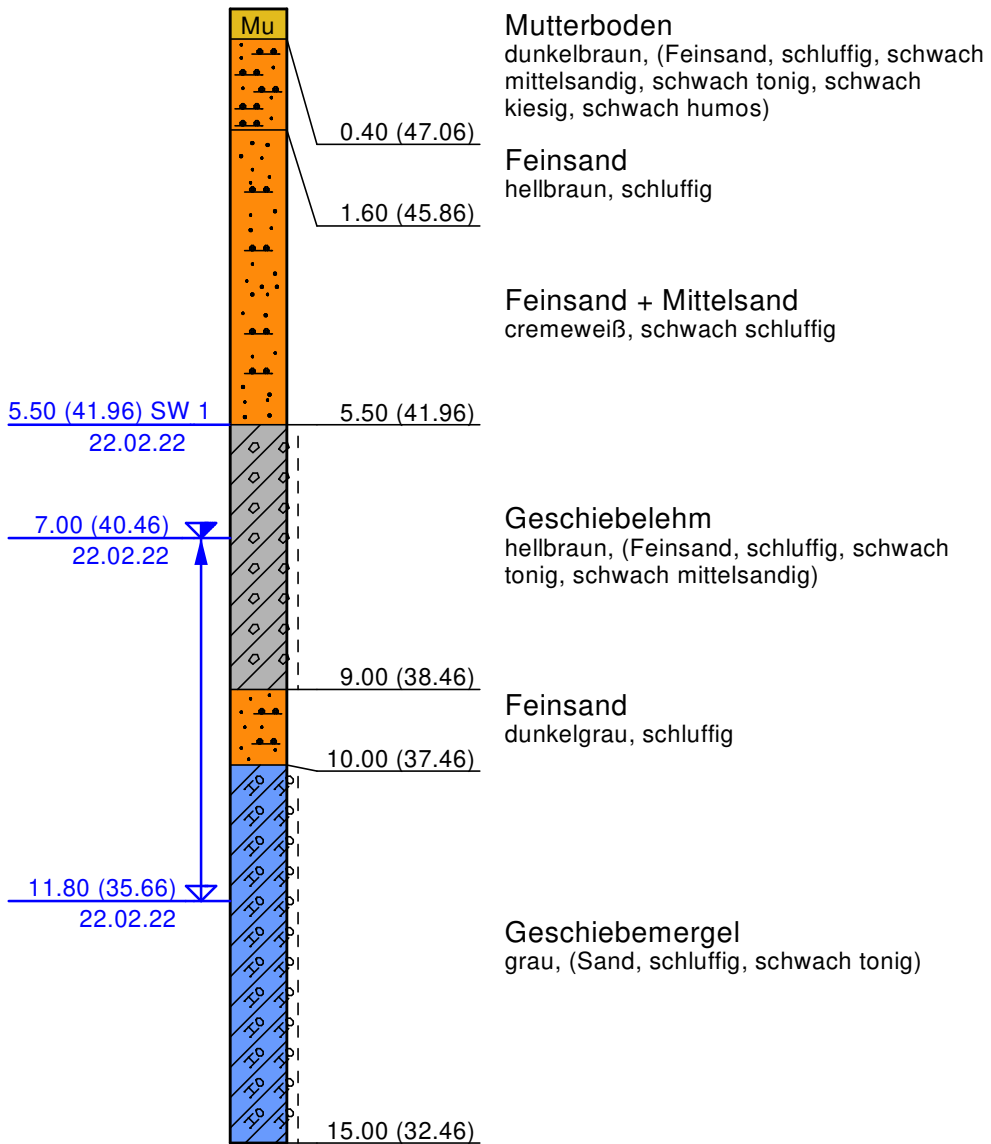 Mu
Mutterboden
dunkelbraun, (Feinsand, schluffig, schwach
mittelsandig, schwach tonig, schwach
kiesig, schwach humos)
0.40 (47.06)
Feinsand
hellbraun, schluffig
1.60 (45.86)
Feinsand + Mittelsand
cremeweiß, schwach schluffig
5.50 (41.96) SW 1
22.02.22
5.50 (41.96)
7.00 (40.46)
22.02.22
Geschiebelehm
hellbraun, (Feinsand, schluffig, schwach
tonig, schwach mittelsandig)
9.00 (38.46)
Feinsand
dunkelgrau, schluffig
10.00 (37.46)
11.80 (35.66)
22.02.22
Geschiebemergel
grau, (Sand, schluffig, schwach tonig)
15.00 (32.46)